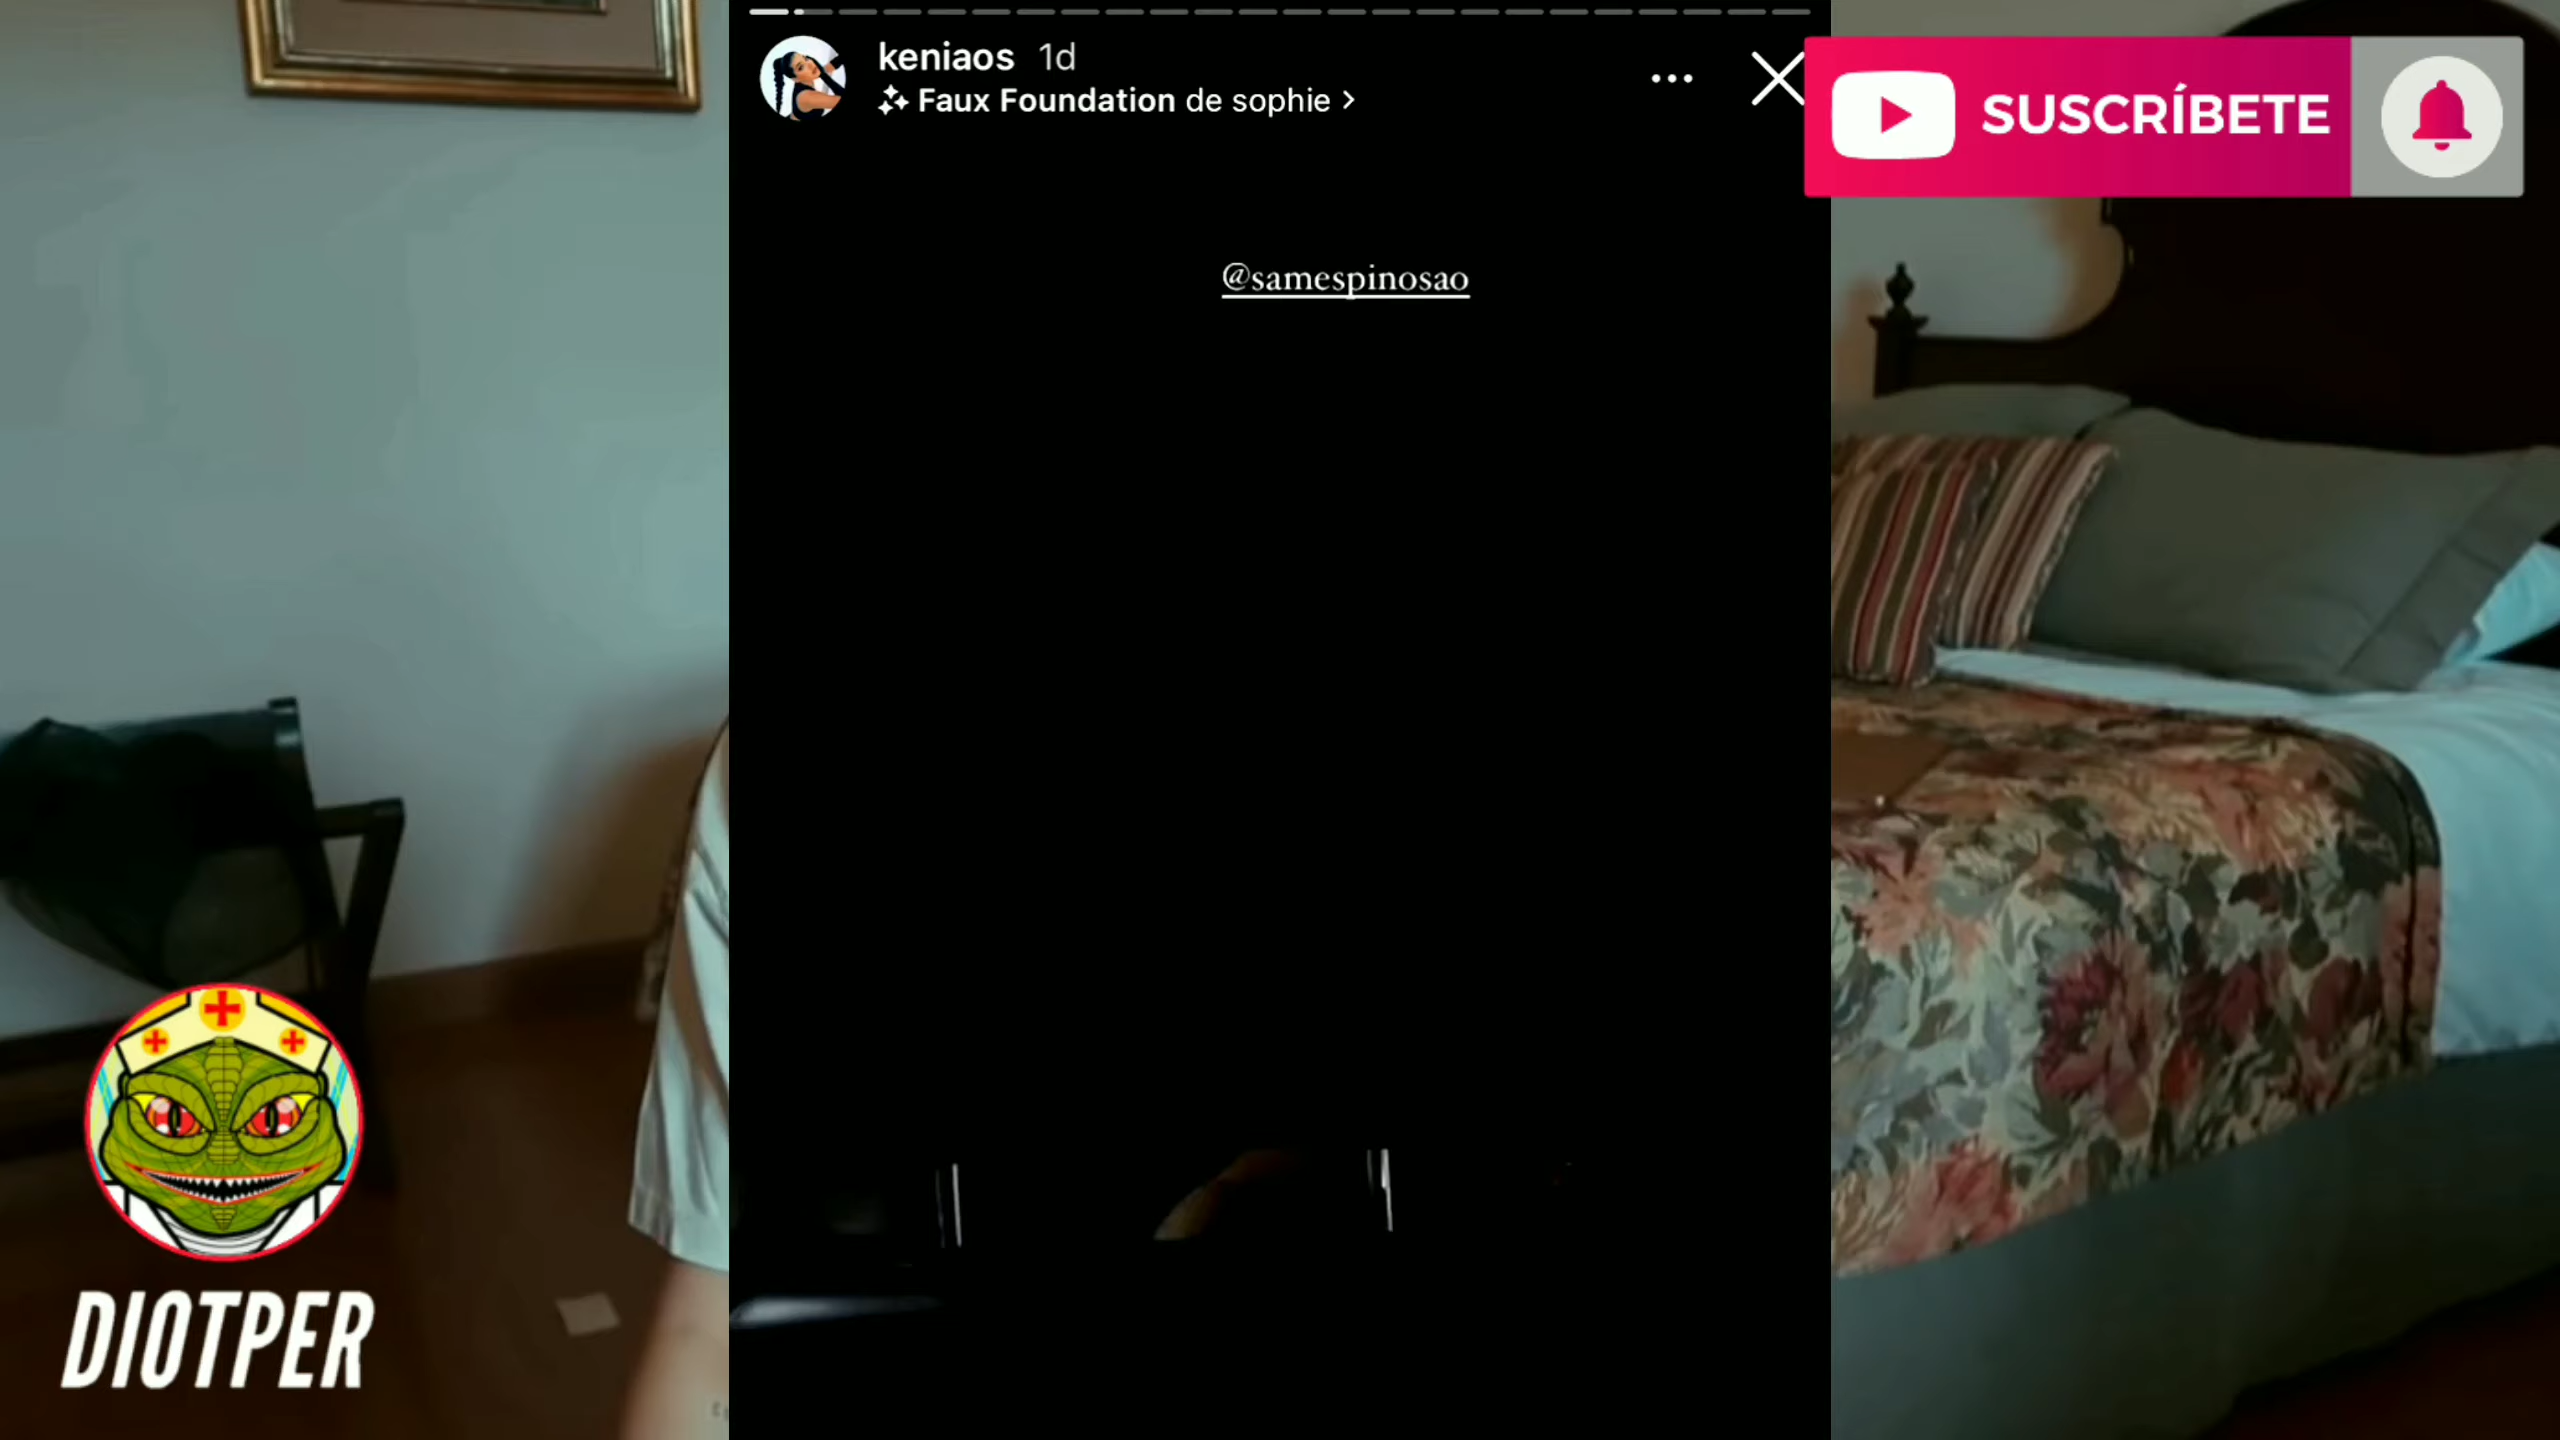 keniaos 1d
Faux Foundation de sophie >
SUSCRÍBETE
@samespinosao
DIOTPER